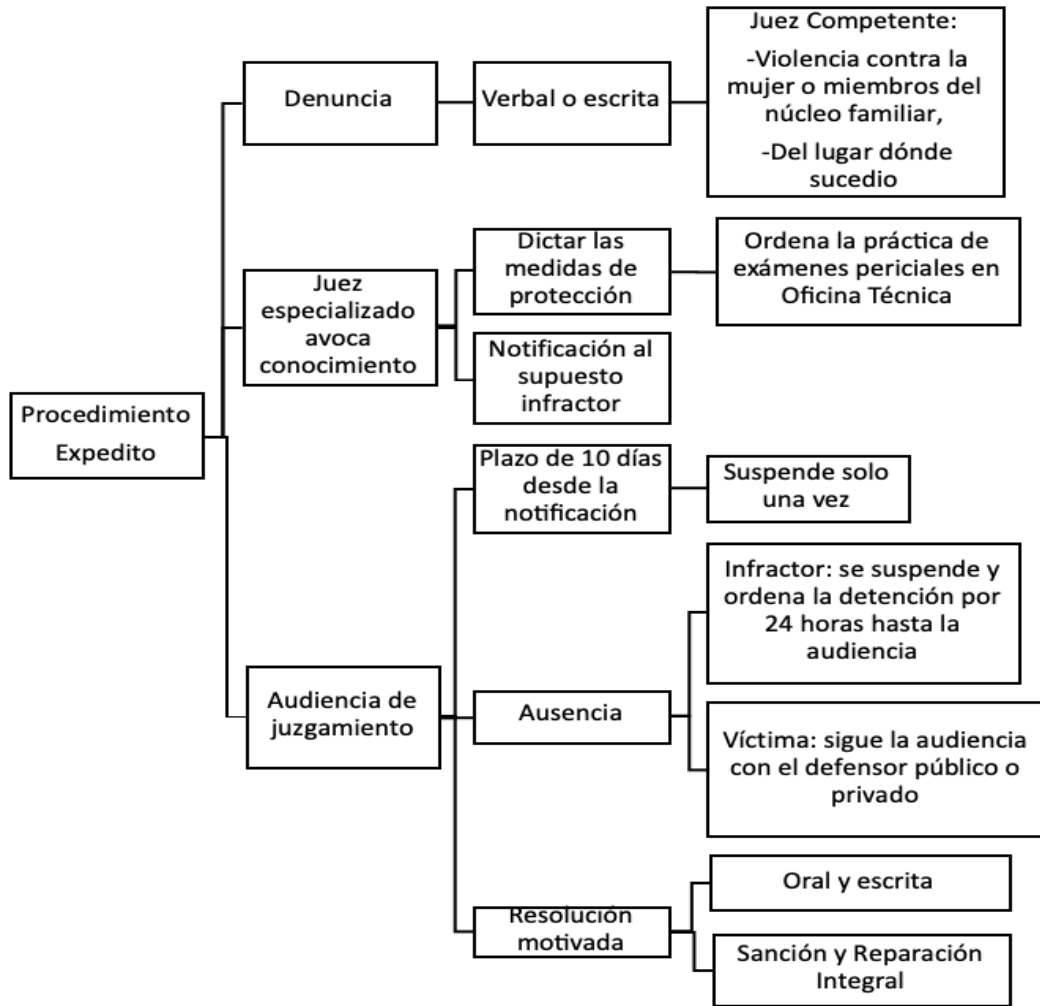 Procedimiento
Expedito
Denuncia
Verbal o escrita
Juez Competente:
-Violencia contra la
mujer o miembros del
núcleo familiar,
-Del lugar dónde
sucedio
Juez
especializado
avoca
conocimiento
Dictar las
medidas de
protección
Ordena la práctica de
exámenes periciales en
Oficina Técnica
Notificación al
supuesto
infractor
Audiencia de
juzgamiento
Plazo de 10 días
desde la
notificación
Suspende solo
una vez
Ausencia
Infractor: se suspende y
ordena la detención por
24 horas hasta la
audiencia
Víctima: sigue la audiencia
con el defensor público o
privado
Resolución
motivada
Oral y escrita
Sanción y Reparación
Integral